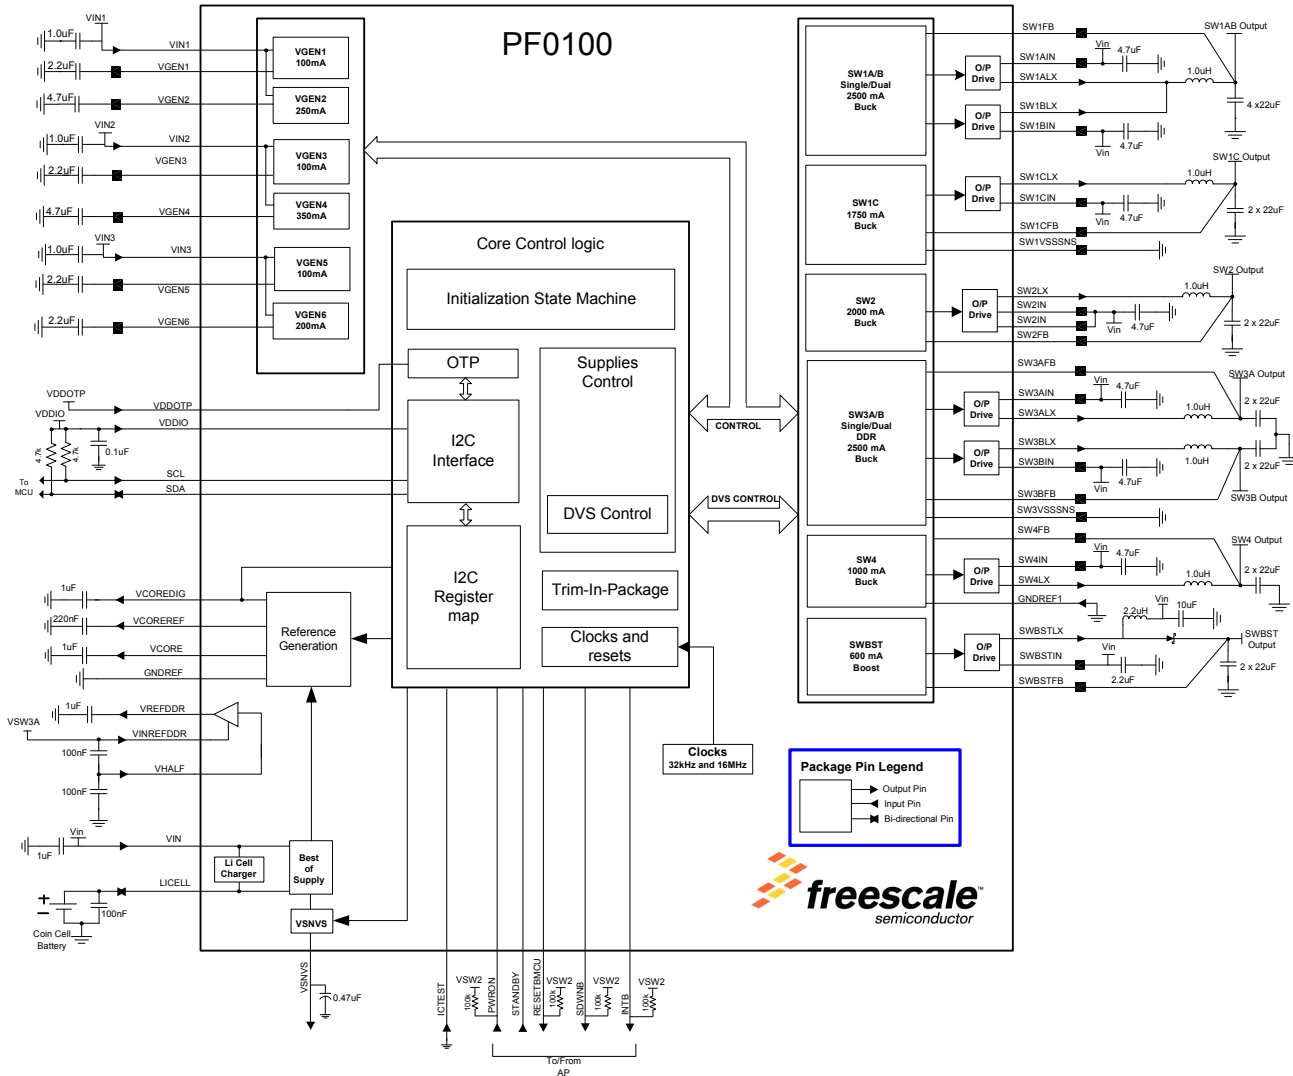 PF0100
VIN1
1.0uF
VIN1
2.2uF
VGEN1
4.7uF
VGEN2
VIN2
1.0uF
VIN2
2.2uF
VGEN3
4.7uF
VGEN4
VIN3
1.0uF
VIN3
2.2uF
VGEN5
2.2uF
VGEN6
VGEN1
100mA
VGEN2
250mA
VGEN3
100mA
VGEN4
350mA
VGEN5
100mA
VGEN6
200mA
VDDOTP
VDDOTP
VDDIO
VDDIO
4.7k
4.7k
0.1uF
To
MCU
SCL
SDA
1uF
VCOREDIG
220nF
VCOREREF
1uF
VCORE
GNDREF
Reference
Generation
1uF
VREFDDR
VSW3A
VINREFDDR
100nF
VHALF
100nF
Vin
VIN
1uF
Li Cell
Charger
Best
of
Supply
LICELL
+
–
100nF
Coin Cell
Battery
VSNVS
VSNVS
0.47uF
Core Control logic
Initialization State Machine
OTP
I2C
Interface
I2C
Register
map
Supplies
Control
DVS Control
Trim-In-Package
Clocks and
resets
CONTROL
DVS CONTROL
Clocks
32kHz and 16MHz
ICTEST
VSW2
100k
PWRON
STANDBY
RESETBMCU
VSW2
100k
SDWNB
VSW2
100k
INTB
VSW2
100k
To/From
AP
SW1A/B
Single/Dual
2500 mA
Buck
SW1C
1750 mA
Buck
SW2
2000 mA
Buck
SW3A/B
Single/Dual
DDR
2500 mA
Buck
SW4
1000 mA
Buck
SWBST
600 mA
Boost
O/P
Drive
O/P
Drive
O/P
Drive
O/P
Drive
O/P
Drive
O/P
Drive
O/P
Drive
O/P
Drive
SW1FB
SW1AB Output
SW1AIN
Vin
4.7uF
SW1ALX
1.0uH
SW1BLX
4 x22uF
SW1BIN
Vin
4.7uF
SW1C Output
SW1CLX
1.0uH
SW1CIN
Vin
4.7uF
2 x 22uF
SW1CFB
SW1VSSSNS
SW2 Output
SW2LX
1.0uH
SW2IN
SW2IN
Vin
4.7uF
2 x 22uF
SW2FB
SW3AFB
SW3A Output
SW3AIN
Vin
4.7uF
2 x 22uF
SW3ALX
1.0uH
SW3BLX
1.0uH
2 x 22uF
SW3BIN
Vin
4.7uF
SW3BFB
SW3B Output
SW3VSSSNS
SW4FB
SW4 Output
SW4IN
Vin
4.7uF
2 x 22uF
SW4LX
1.0uH
GNDREF1
2.2uH
Vin
10uF
SWBSTLX
SWBST
Output
SWBSTIN
Vin
2.2uF
2 x 22uF
SWBSTFB
Package Pin Legend
Output Pin
Input Pin
Bi-directional Pin
freescale™
semiconductor